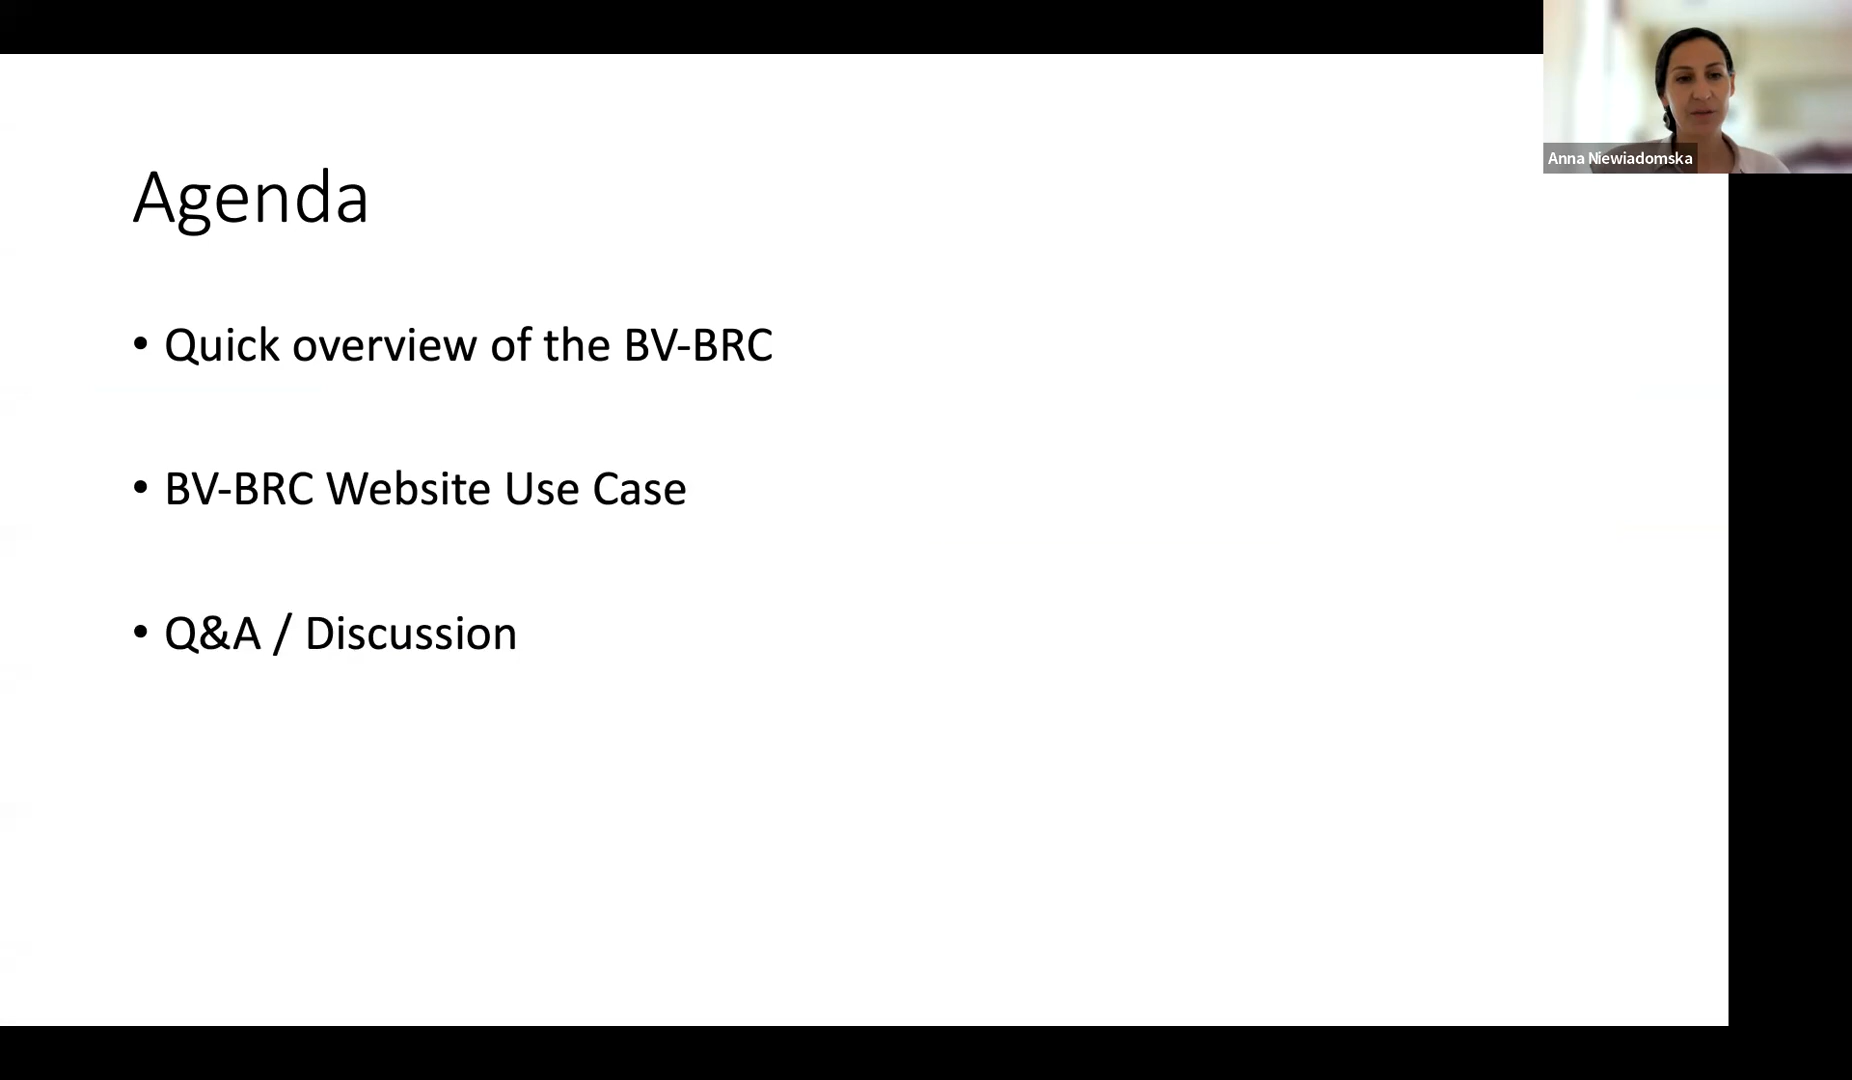 Anna Niewiadomska
Agenda
• Quick overview of the BV-BRC
• BV-BRC Website Use Case
• Q&A / Discussion